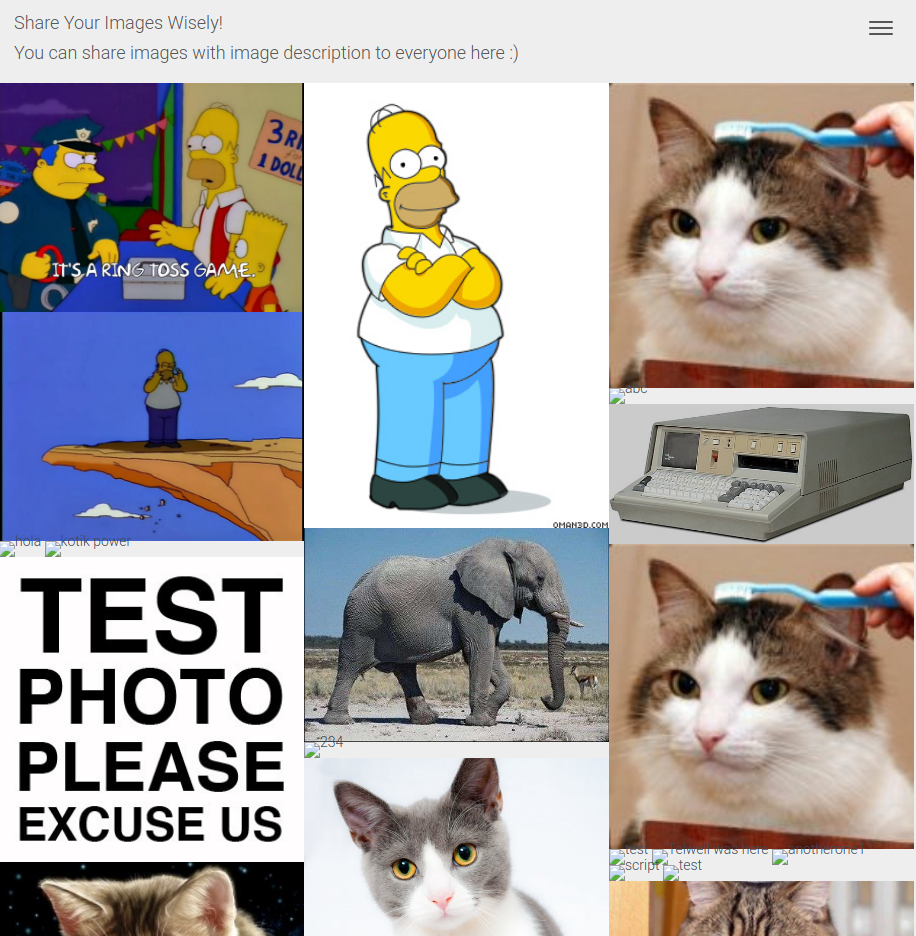 Share Your Images Wisely!
You can share images with image description to everyone here :)
3 RI
1 DOLL
IT'S A RING TOSS GAME.
hola kotik power
TEST
PHOTO
PLEASE
EXCUSE US
OMAN3D.COM
234
abc
test relwell was here anotherone1
script test